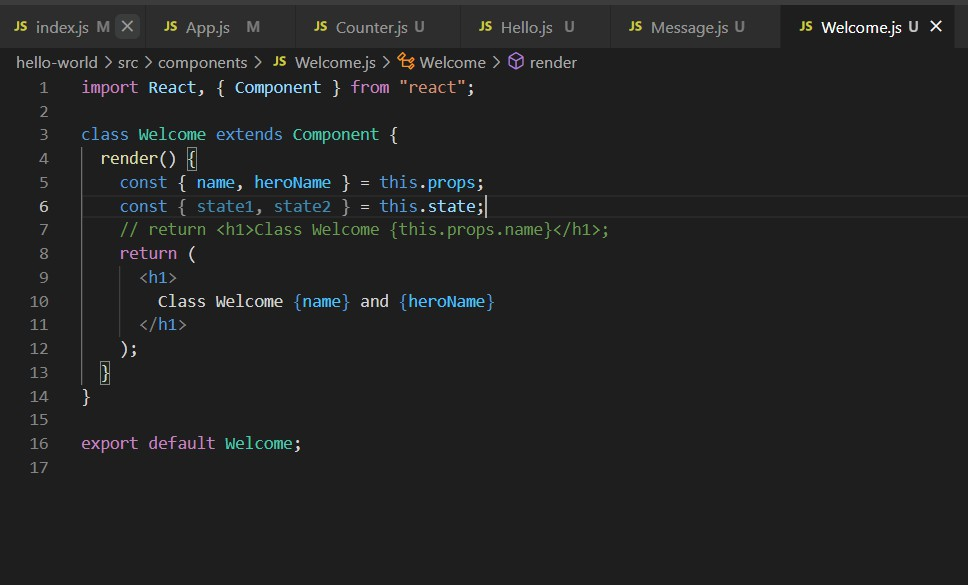 JS index.js M JS App.js M JS Counter.js U JS Hello.js U JS Message.js U JS Welcome.js U
hello-world > src > components > JS Welcome.js > Welcome > render
1 import React, { Component } from "react";
2
3 class Welcome extends Component {
4 render() {
5 const { name, heroName } = this.props;
6 const { state1, state2 } = this.state;
7 // return <h1>Class Welcome {this.props.name}</h1>;
8 return (
9 <h1>
10 Class Welcome {name} and {heroName}
11 </h1>
12 );
13 }
14 }
15
16 export default Welcome;
17